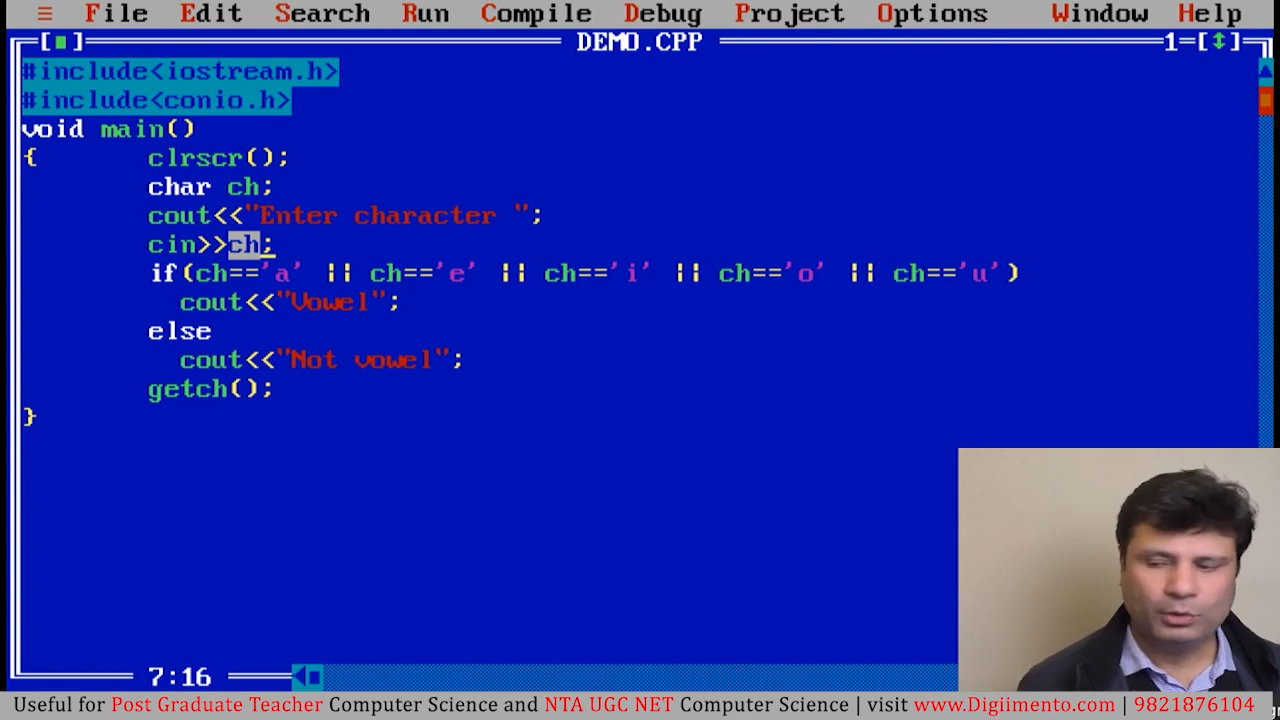 ≡ File Edit Search Run Compile Debug Project Options Window Help
[■] DEMO.CPP 1=[↕]
#include<iostream.h>
#include<conio.h>
void main()
{ clrscr();
char ch;
cout<<"Enter character ";
cin>>ch;
if(ch=='a' || ch=='e' || ch=='i' || ch=='o' || ch=='u')
cout<<"Vowel";
else
cout<<"Not vowel";
getch();
}
7:16
Useful for Post Graduate Teacher Computer Science and NTA UGC NET Computer Science | visit www.Digiimento.com | 9821876104